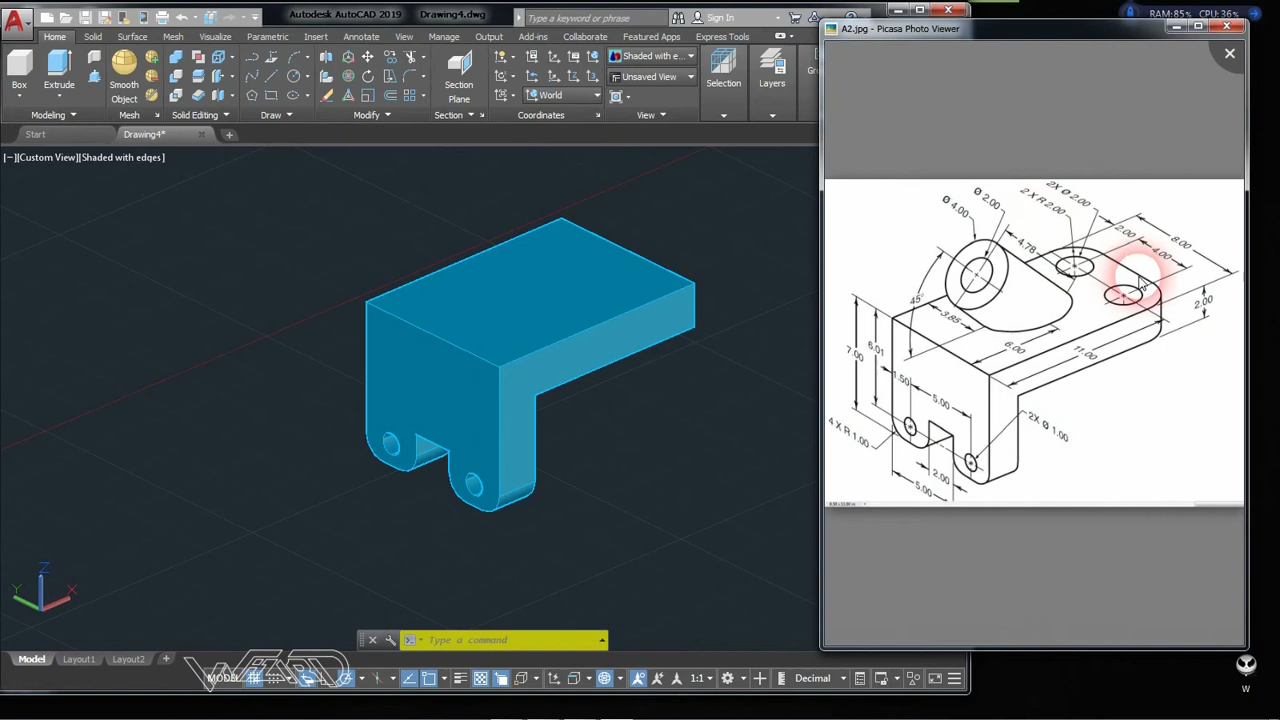 Autodesk AutoCAD 2019 Drawing4.dwg
Type a keyword or phrase
Sign In
RAM:85% CPU:36%
A2.jpg - Picasa Photo Viewer
Home Solid Surface Mesh Visualize Parametric Insert Annotate View Manage Output Add-ins Collaborate Featured Apps Express Tools
Box
Extrude
Smooth
Object
Section
Plane
Shaded with e...
Unsaved View
World
Selection
Layers
Modeling
Solid Editing
Draw
Modify
Section
Coordinates
View
Start
Drawing4*
[−][Custom View][Shaded with edges]
Ø 4.00
Ø 2.00
2 X R 2.00
2X Ø 2.00
4.78
2.00
8.00
4.00
45°
3.85
2.00
6.00
11.00
7.00
6.01
1.50
5.00
4 X R 1.00
2X Ø 1.00
2.00
5.00
Z
Y
X
Type a command
Model Layout1 Layout2
MODEL
1:1
Decimal
W